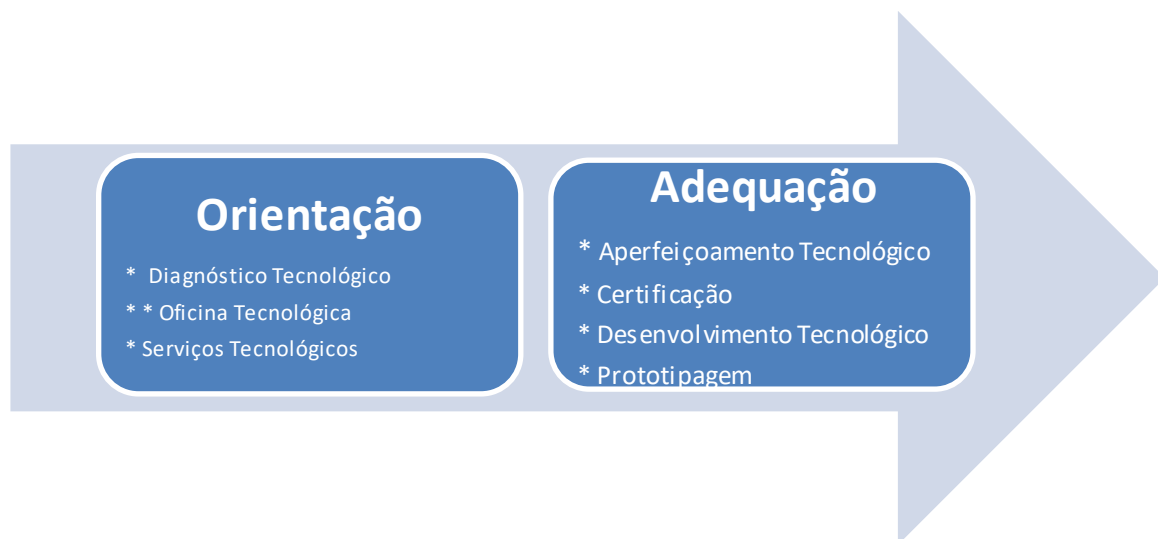 Orientação
* Diagnóstico Tecnológico
* * Oficina Tecnológica
* Serviços Tecnológicos
Adequação
* Aperfeiçoamento Tecnológico
* Certificação
* Desenvolvimento Tecnológico
* Prototipagem